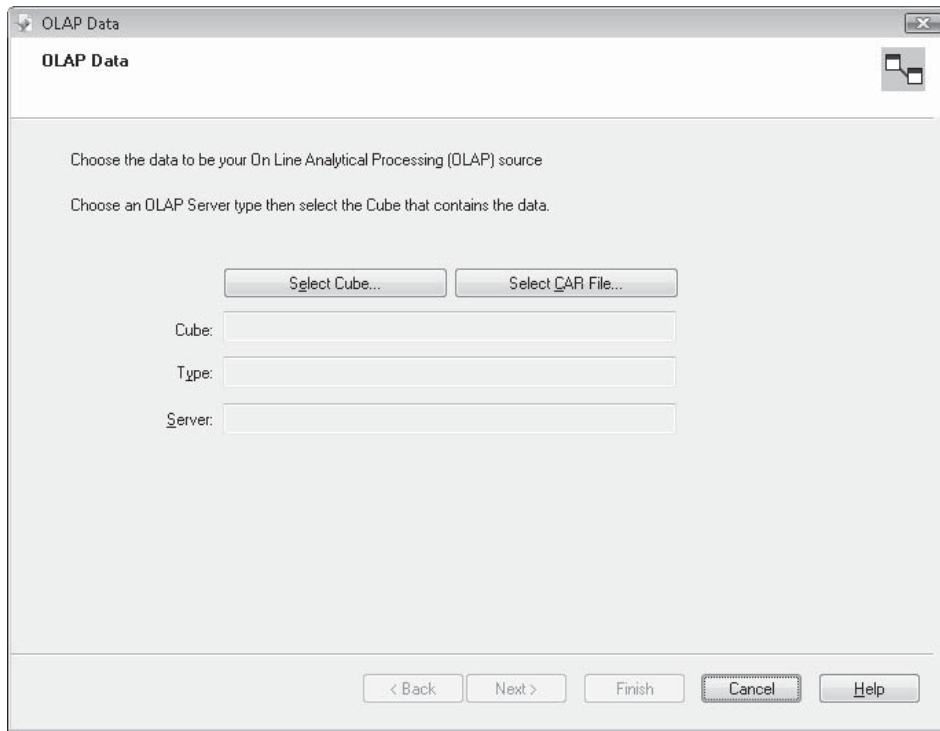 OLAP Data
OLAP Data
Choose the data to be your On Line Analytical Processing (OLAP) source
Choose an OLAP Server type then select the Cube that contains the data.
Select Cube... Select CAR File...
Cube:
Type:
Server:
< Back Next > Finish Cancel Help